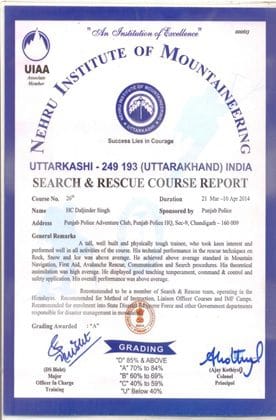 "An Institution of Excellence"
UIAA
Associate
Member
NEHRU INSTITUTE OF MOUNTAINEERING
NEHRU INSTITUTE OF MOUNTAINEERING
UTTARKASHI
Success Lies in Courage
UTTARKASHI - 249 193 (UTTARAKHAND) INDIA
SEARCH & RESCUE COURSE REPORT
Course No. 20th Duration 21 Mar -10 Apr 2014
Name HC Daljinder Singh Sponsored by Punjab Police
Address Punjab Police Adventure Club, Punjab Police HQ, Sec-9, Chandigarh - 160-009
General Remarks
A tall, well built and physically tough trainee, who took keen interest and
performed well in all activities of the course. His technical performance in the rescue techniques on
Rock, Snow and Ice was above average. He achieved above average standard in Mountain
Navigation, First Aid, Avalanche Rescue, Communication and Search procedures. His theoretical
assimilation was high average. He displayed good teaching temperament, command & control and
safety application. His overall performance was above average.
Recommended to be a member of Search & Rescue team, operating in the
Himalayas. Recommended for Method of Instruction, Liaison Officer Courses and IMF Camps.
Recommended for enrolment into State Disaster Response Force and other Government departments
responsible for disaster management in mountains.
Grading Awarded : "A"
GRADING
"D" 85% & ABOVE
"A" 70% to 84%
"B" 60% to 69%
"C" 40% to 59%
"U" Below 40%
(DS Bisht)
Major
Officer in Charge
Training
(Ajay Kothiyal)
Colonel
Principal